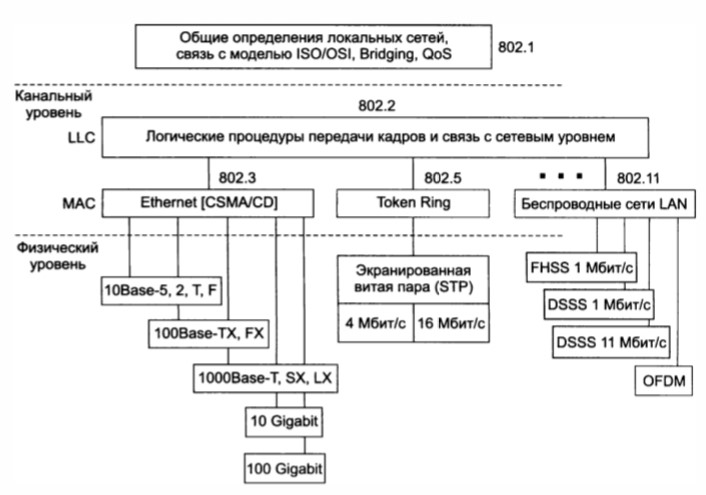 Общие определения локальных сетей,
связь с моделью ISO/OSI, Bridging, QoS
802.1
Канальный
уровень
802.2
LLC
Логические процедуры передачи кадров и связь с сетевым уровнем
802.3
802.5
802.11
MAC
Ethernet [CSMA/CD]
Token Ring
Беспроводные сети LAN
Физический
уровень
10Base-5, 2, T, F
100Base-TX, FX
1000Base-T, SX, LX
10 Gigabit
100 Gigabit
Экранированная
витая пара (STP)
4 Мбит/с
16 Мбит/с
FHSS 1 Мбит/с
DSSS 1 Мбит/с
DSSS 11 Мбит/с
OFDM